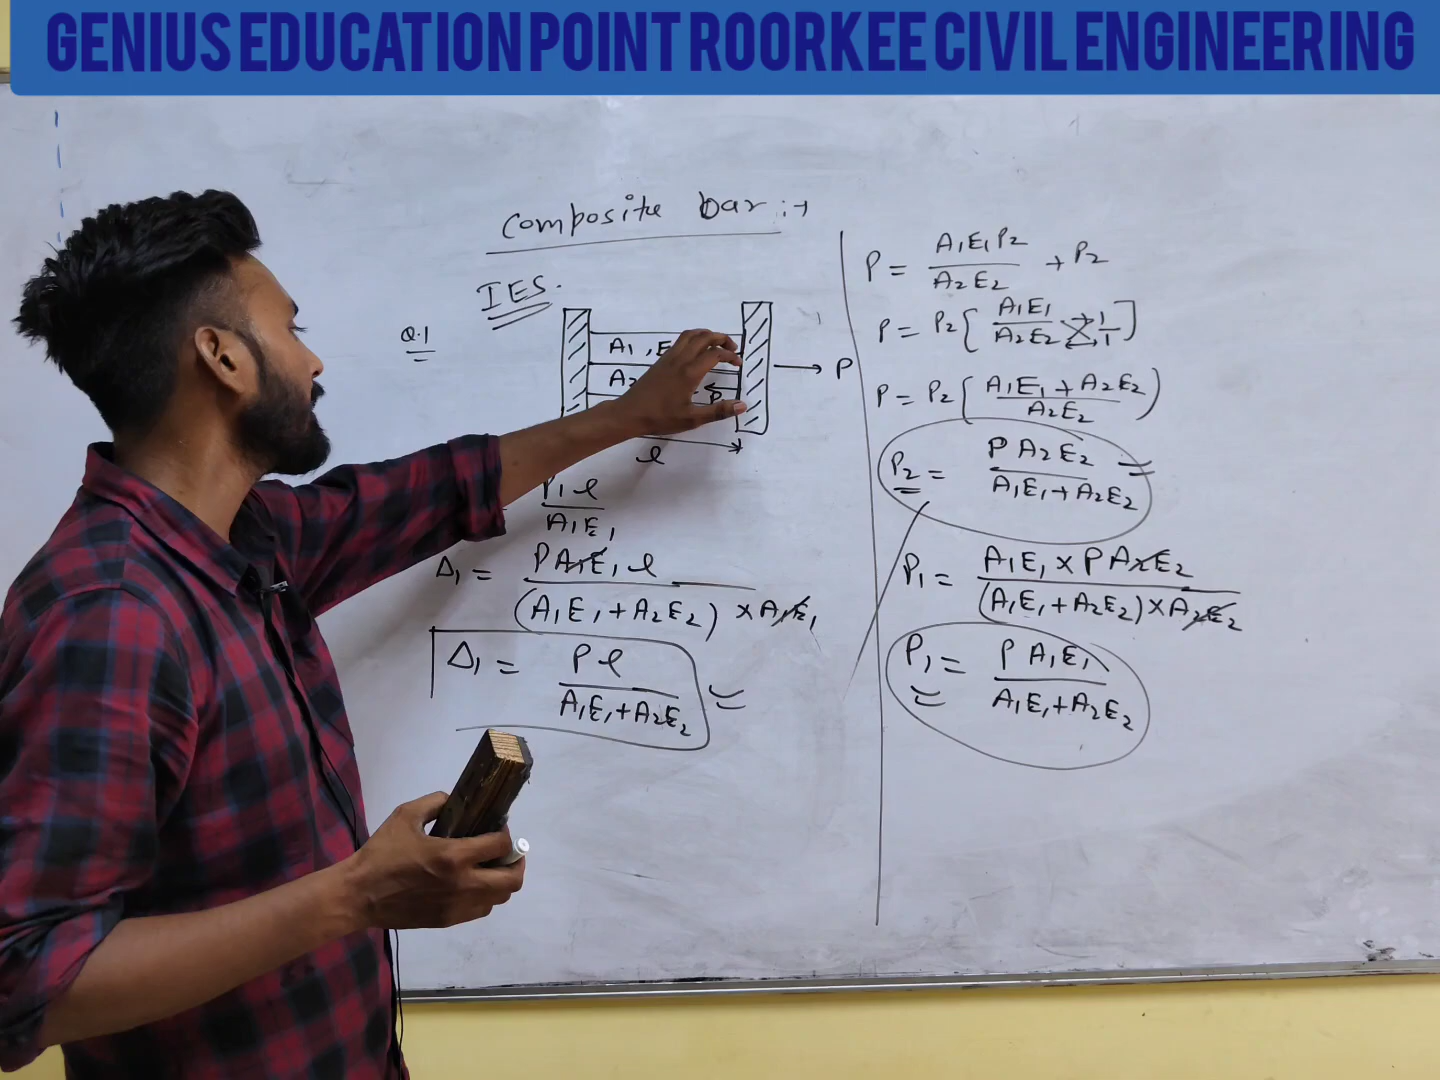 GENIUS EDUCATION POINT ROORKEE CIVIL ENGINEERING
Composite bar :→
IES.
Q.1
A₁, E
A₂
P
P
l
P₁ l / A₁E₁
Δ₁ = P A₁E₁ l / (A₁E₁ + A₂E₂) × A₁E₁
Δ₁ = P l / A₁E₁ + A₂E₂
P = A₁E₁P₂ / A₂E₂ + P₂
P = P₂ [ A₁E₁ / A₂E₂ + 1/1 ]
P = P₂ ( A₁E₁ + A₂E₂ / A₂E₂ )
P₂ = P A₂E₂ / A₁E₁ + A₂E₂
P₁ = A₁E₁ × P A₂E₂ / (A₁E₁ + A₂E₂) × A₂E₂
P₁ = P A₁E₁ / A₁E₁ + A₂E₂